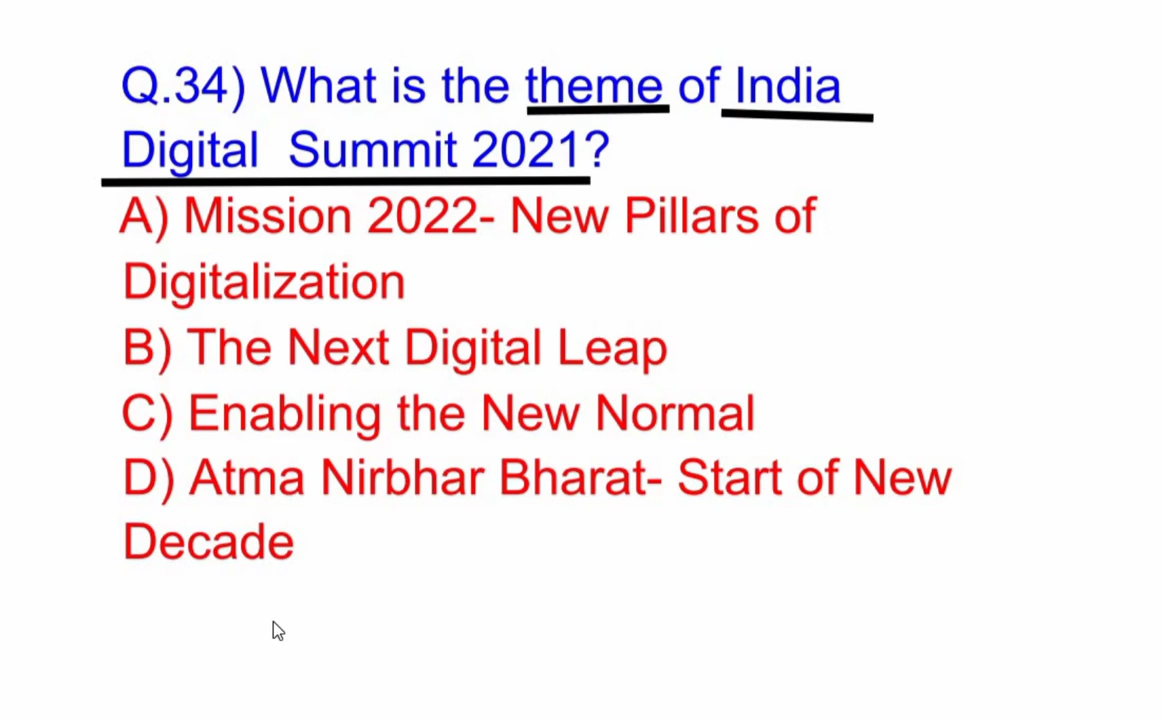 Q.34) What is the theme of India
Digital  Summit 2021?
A) Mission 2022- New Pillars of
Digitalization
B) The Next Digital Leap
C) Enabling the New Normal
D) Atma Nirbhar Bharat- Start of New
Decade